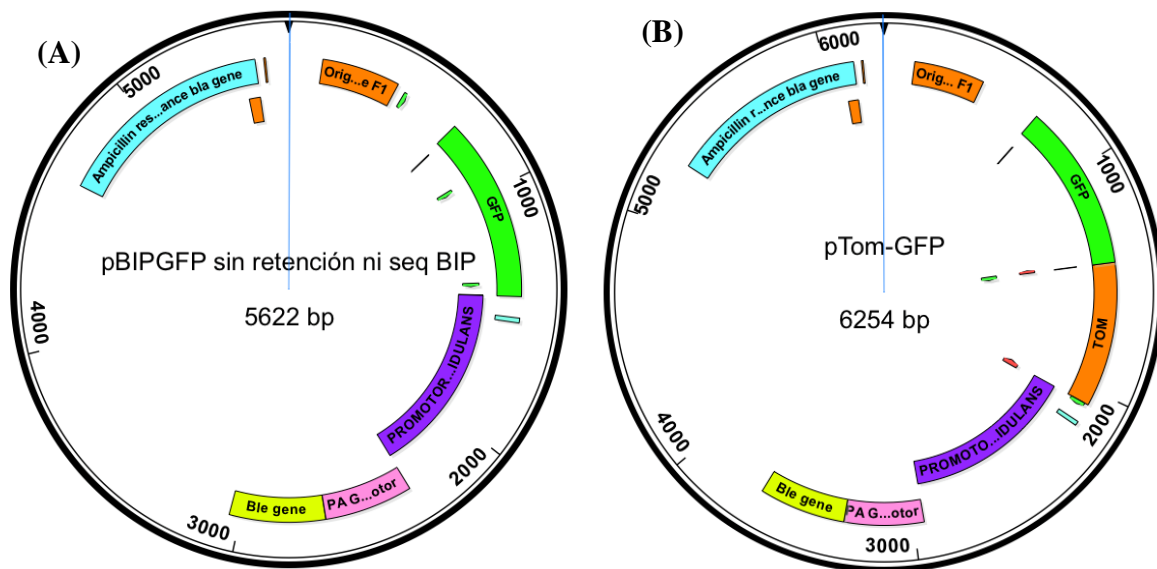 (A)
5000
Ampicillin res...ance bla gene
Orig...e F1
1000
GFP
pBIPGFP sin retención ni seq BIP
5622 bp
4000
PROMOTOR...IDULANS
2000
PA G...otor
Ble gene
3000
(B)
6000
Ampicillin r...nce bla gene
Orig... F1
1000
5000
GFP
pTom-GFP
6254 bp
TOM
4000
PROMOTO...IDULANS
2000
Ble gene
PA G...otor
3000